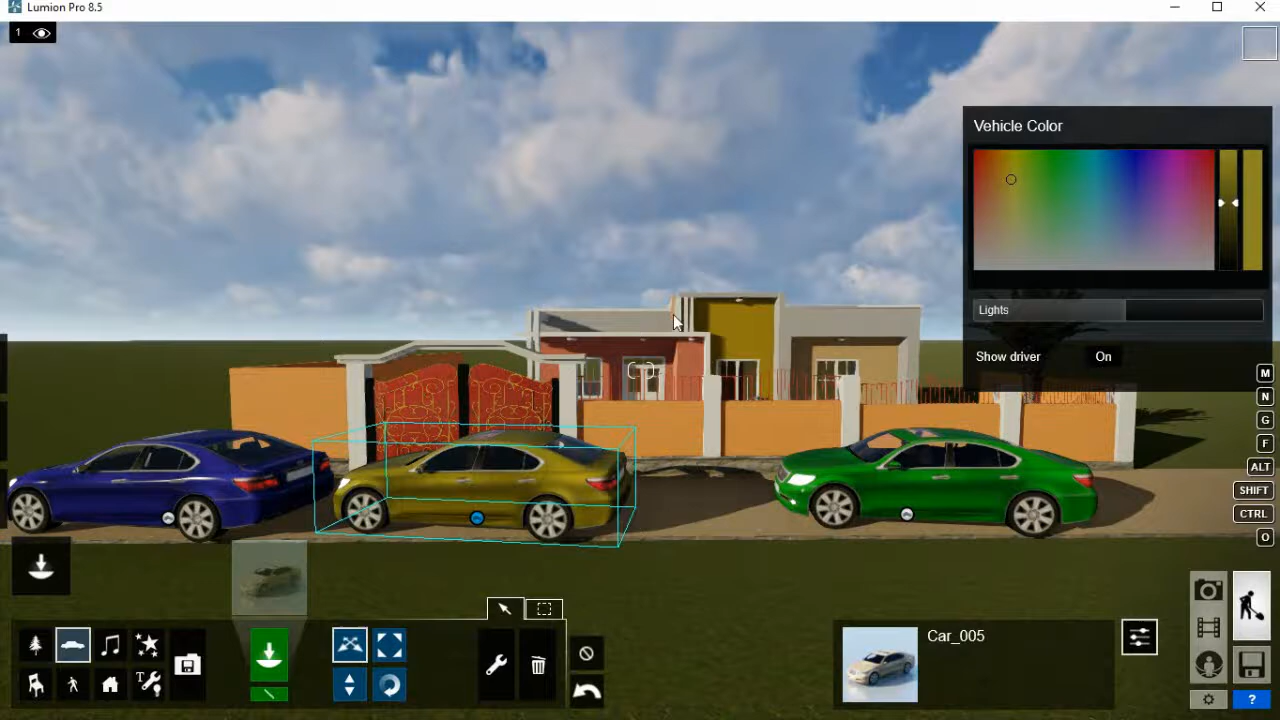 Lumion Pro 8.5
1
Vehicle Color
Lights
Show driver On
M
N
G
F
ALT
SHIFT
CTRL
O
Car_005
T
?